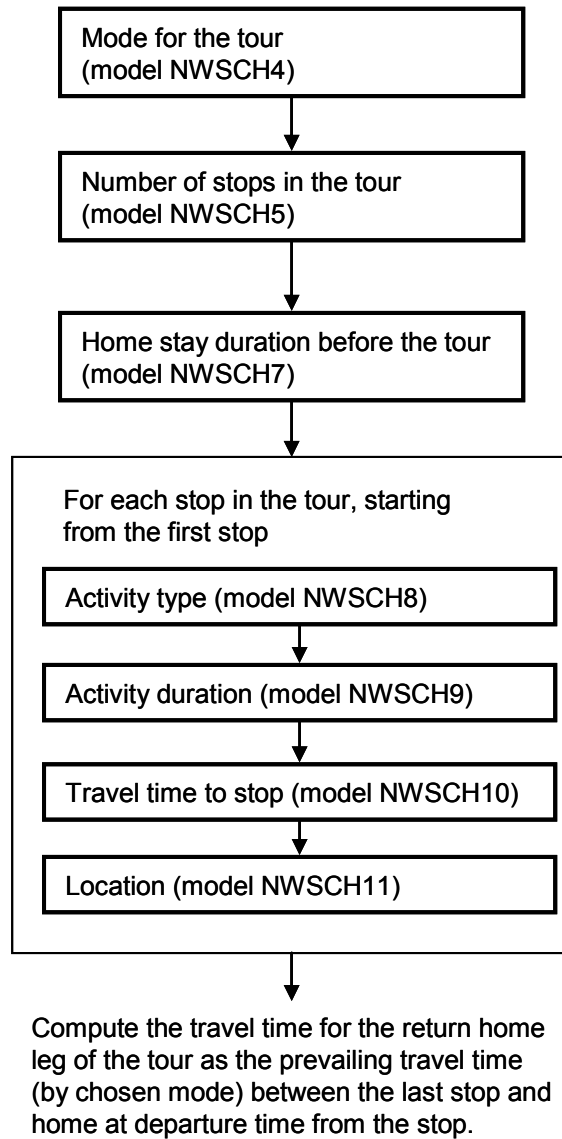 Mode for the tour
(model NWSCH4)
Number of stops in the tour
(model NWSCH5)
Home stay duration before the tour
(model NWSCH7)
For each stop in the tour, starting
from the first stop
Activity type (model NWSCH8)
Activity duration (model NWSCH9)
Travel time to stop (model NWSCH10)
Location (model NWSCH11)
Compute the travel time for the return home
leg of the tour as the prevailing travel time
(by chosen mode) between the last stop and
home at departure time from the stop.